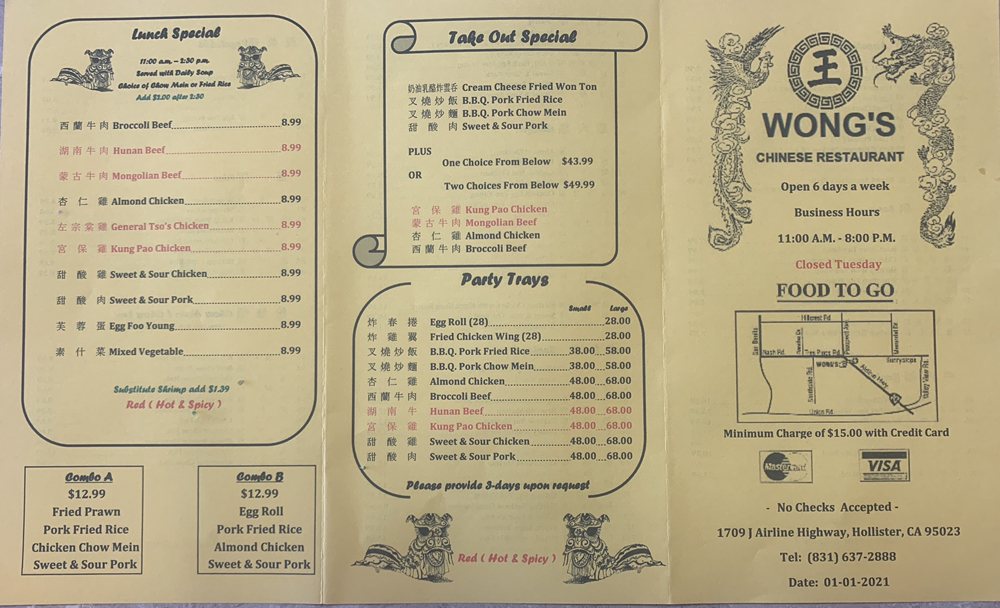 Lunch Special
11:00 a.m. – 2:30 p.m.
Served with Daily Soup
Choice of Chow Mein or Fried Rice
Add $1.00 after 2:30
西蘭牛肉 Broccoli Beef 8.99
湖南牛肉 Hunan Beef 8.99
蒙古牛肉 Mongolian Beef 8.99
杏仁雞 Almond Chicken 8.99
左宗棠雞 General Tso's Chicken 8.99
宮保雞 Kung Pao Chicken 8.99
甜酸雞 Sweet & Sour Chicken 8.99
甜酸肉 Sweet & Sour Pork 8.99
芙蓉蛋 Egg Foo Young 8.99
素什菜 Mixed Vegetable 8.99
Substitute Shrimp add $1.39
Red ( Hot & Spicy )
Combo A
$12.99
Fried Prawn
Pork Fried Rice
Chicken Chow Mein
Sweet & Sour Pork
Combo B
$12.99
Egg Roll
Pork Fried Rice
Almond Chicken
Sweet & Sour Pork
Take Out Special
奶油乳酪炸雲吞 Cream Cheese Fried Won Ton
叉燒炒飯 B.B.Q. Pork Fried Rice
叉燒炒麵 B.B.Q. Pork Chow Mein
甜酸肉 Sweet & Sour Pork
PLUS
One Choice From Below $43.99
OR
Two Choices From Below $49.99
宮保雞 Kung Pao Chicken
蒙古牛肉 Mongolian Beef
杏仁雞 Almond Chicken
西蘭牛肉 Broccoli Beef
Party Trays
Small Large
炸春捲 Egg Roll (28) 28.00
炸雞翼 Fried Chicken Wing (28) 28.00
叉燒炒飯 B.B.Q. Pork Fried Rice 38.00 58.00
叉燒炒麵 B.B.Q. Pork Chow Mein 38.00 58.00
杏仁雞 Almond Chicken 48.00 68.00
西蘭牛肉 Broccoli Beef 48.00 68.00
湖南牛 Hunan Beef 48.00 68.00
宮保雞 Kung Pao Chicken 48.00 68.00
甜酸雞 Sweet & Sour Chicken 48.00 68.00
甜酸肉 Sweet & Sour Pork 48.00 68.00
Please provide 3-days upon request
Red ( Hot & Spicy )
王
WONG'S
CHINESE RESTAURANT
Open 6 days a week
Business Hours
11:00 A.M. - 8:00 P.M.
Closed Tuesday
FOOD TO GO
Hillcrest Rd
San Benito
Nash Rd
Tres Pinos Rd
Sunnyslope
WONG'S
Airline Hwy
Valley View Rd
Union Rd
Minimum Charge of $15.00 with Credit Card
MasterCard
VISA
- No Checks Accepted -
1709 J Airline Highway, Hollister, CA 95023
Tel: (831) 637-2888
Date: 01-01-2021